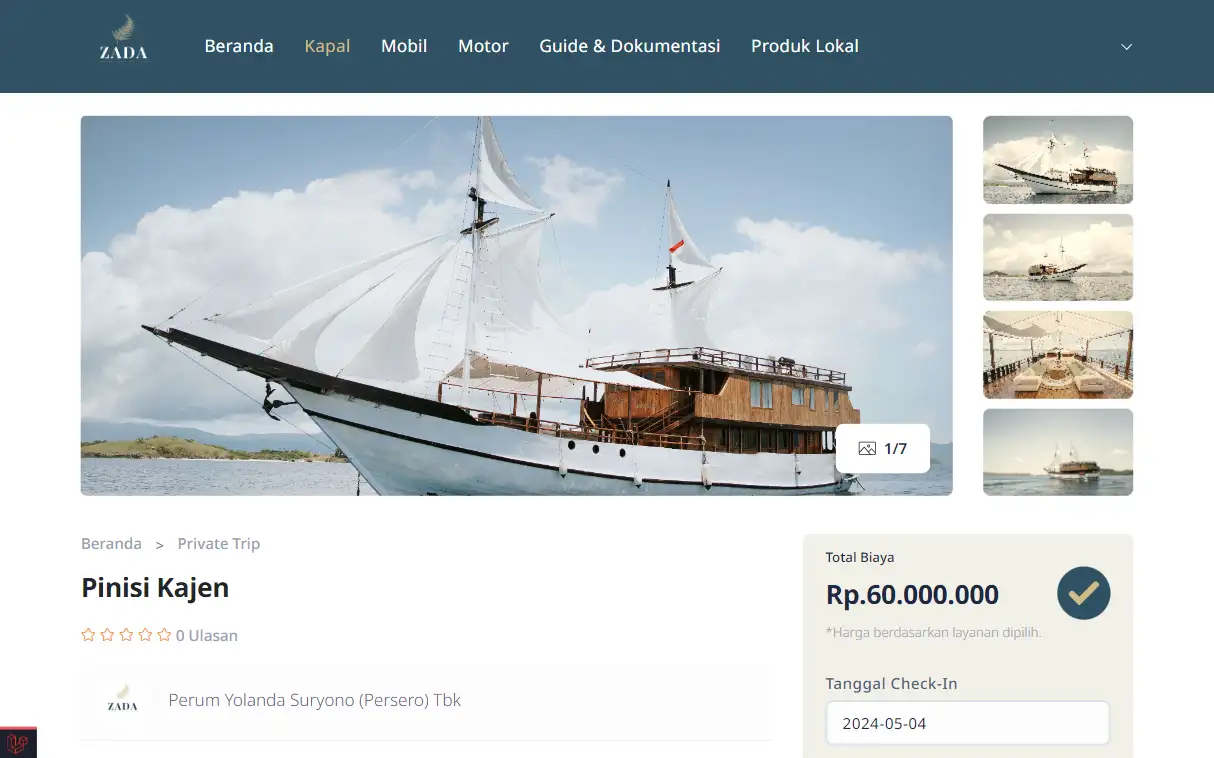 ZADA
Beranda
Kapal
Mobil
Motor
Guide & Dokumentasi
Produk Lokal
1/7
Beranda > Private Trip
Pinisi Kajen
0 Ulasan
ZADA
Perum Yolanda Suryono (Persero) Tbk
Total Biaya
Rp.60.000.000
*Harga berdasarkan layanan dipilih.
Tanggal Check-In
2024-05-04